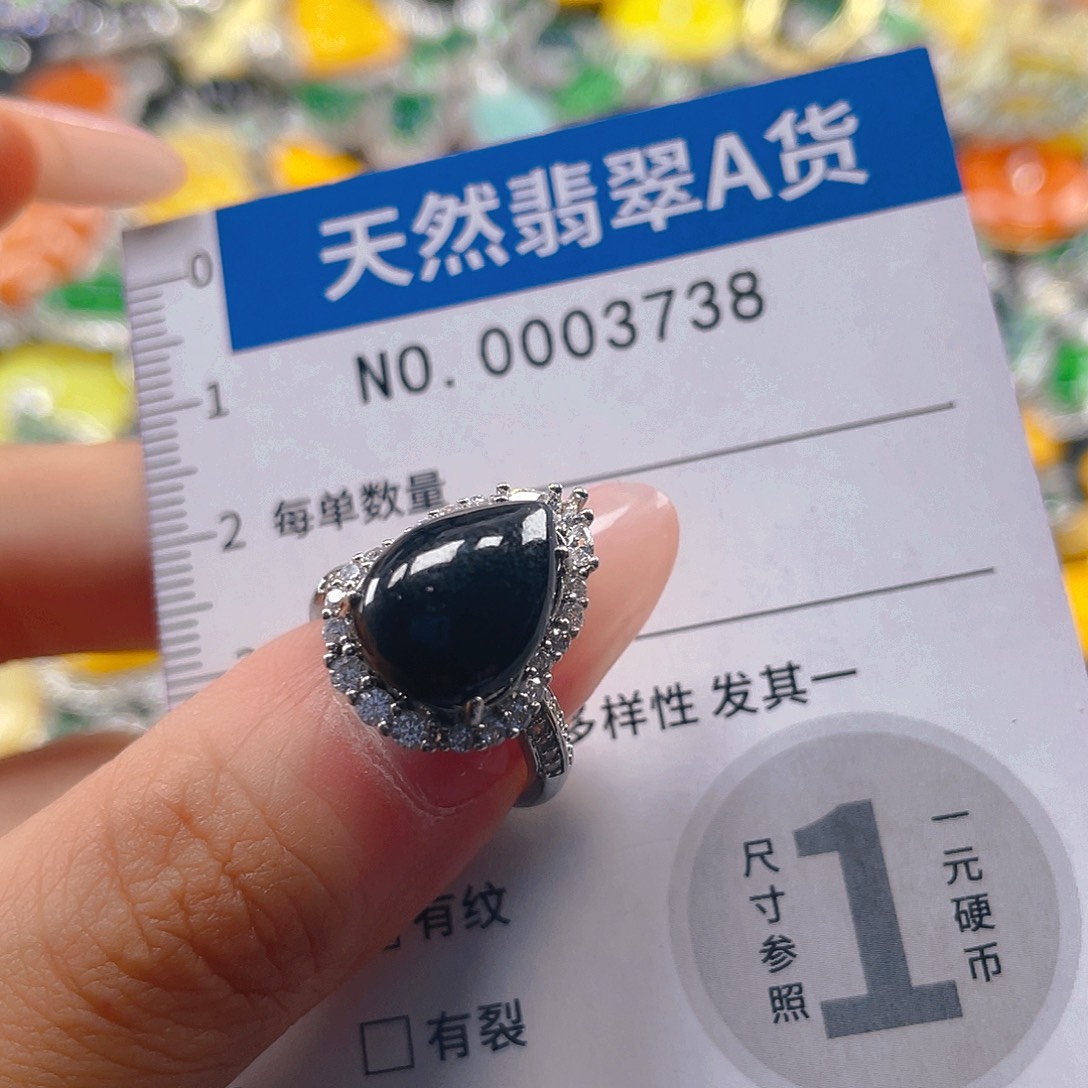 天然翡翠A货
NO.0003738
0
1
2
每单数量
多样性 发其一
有纹
有裂
尺寸参照
1
一元硬币